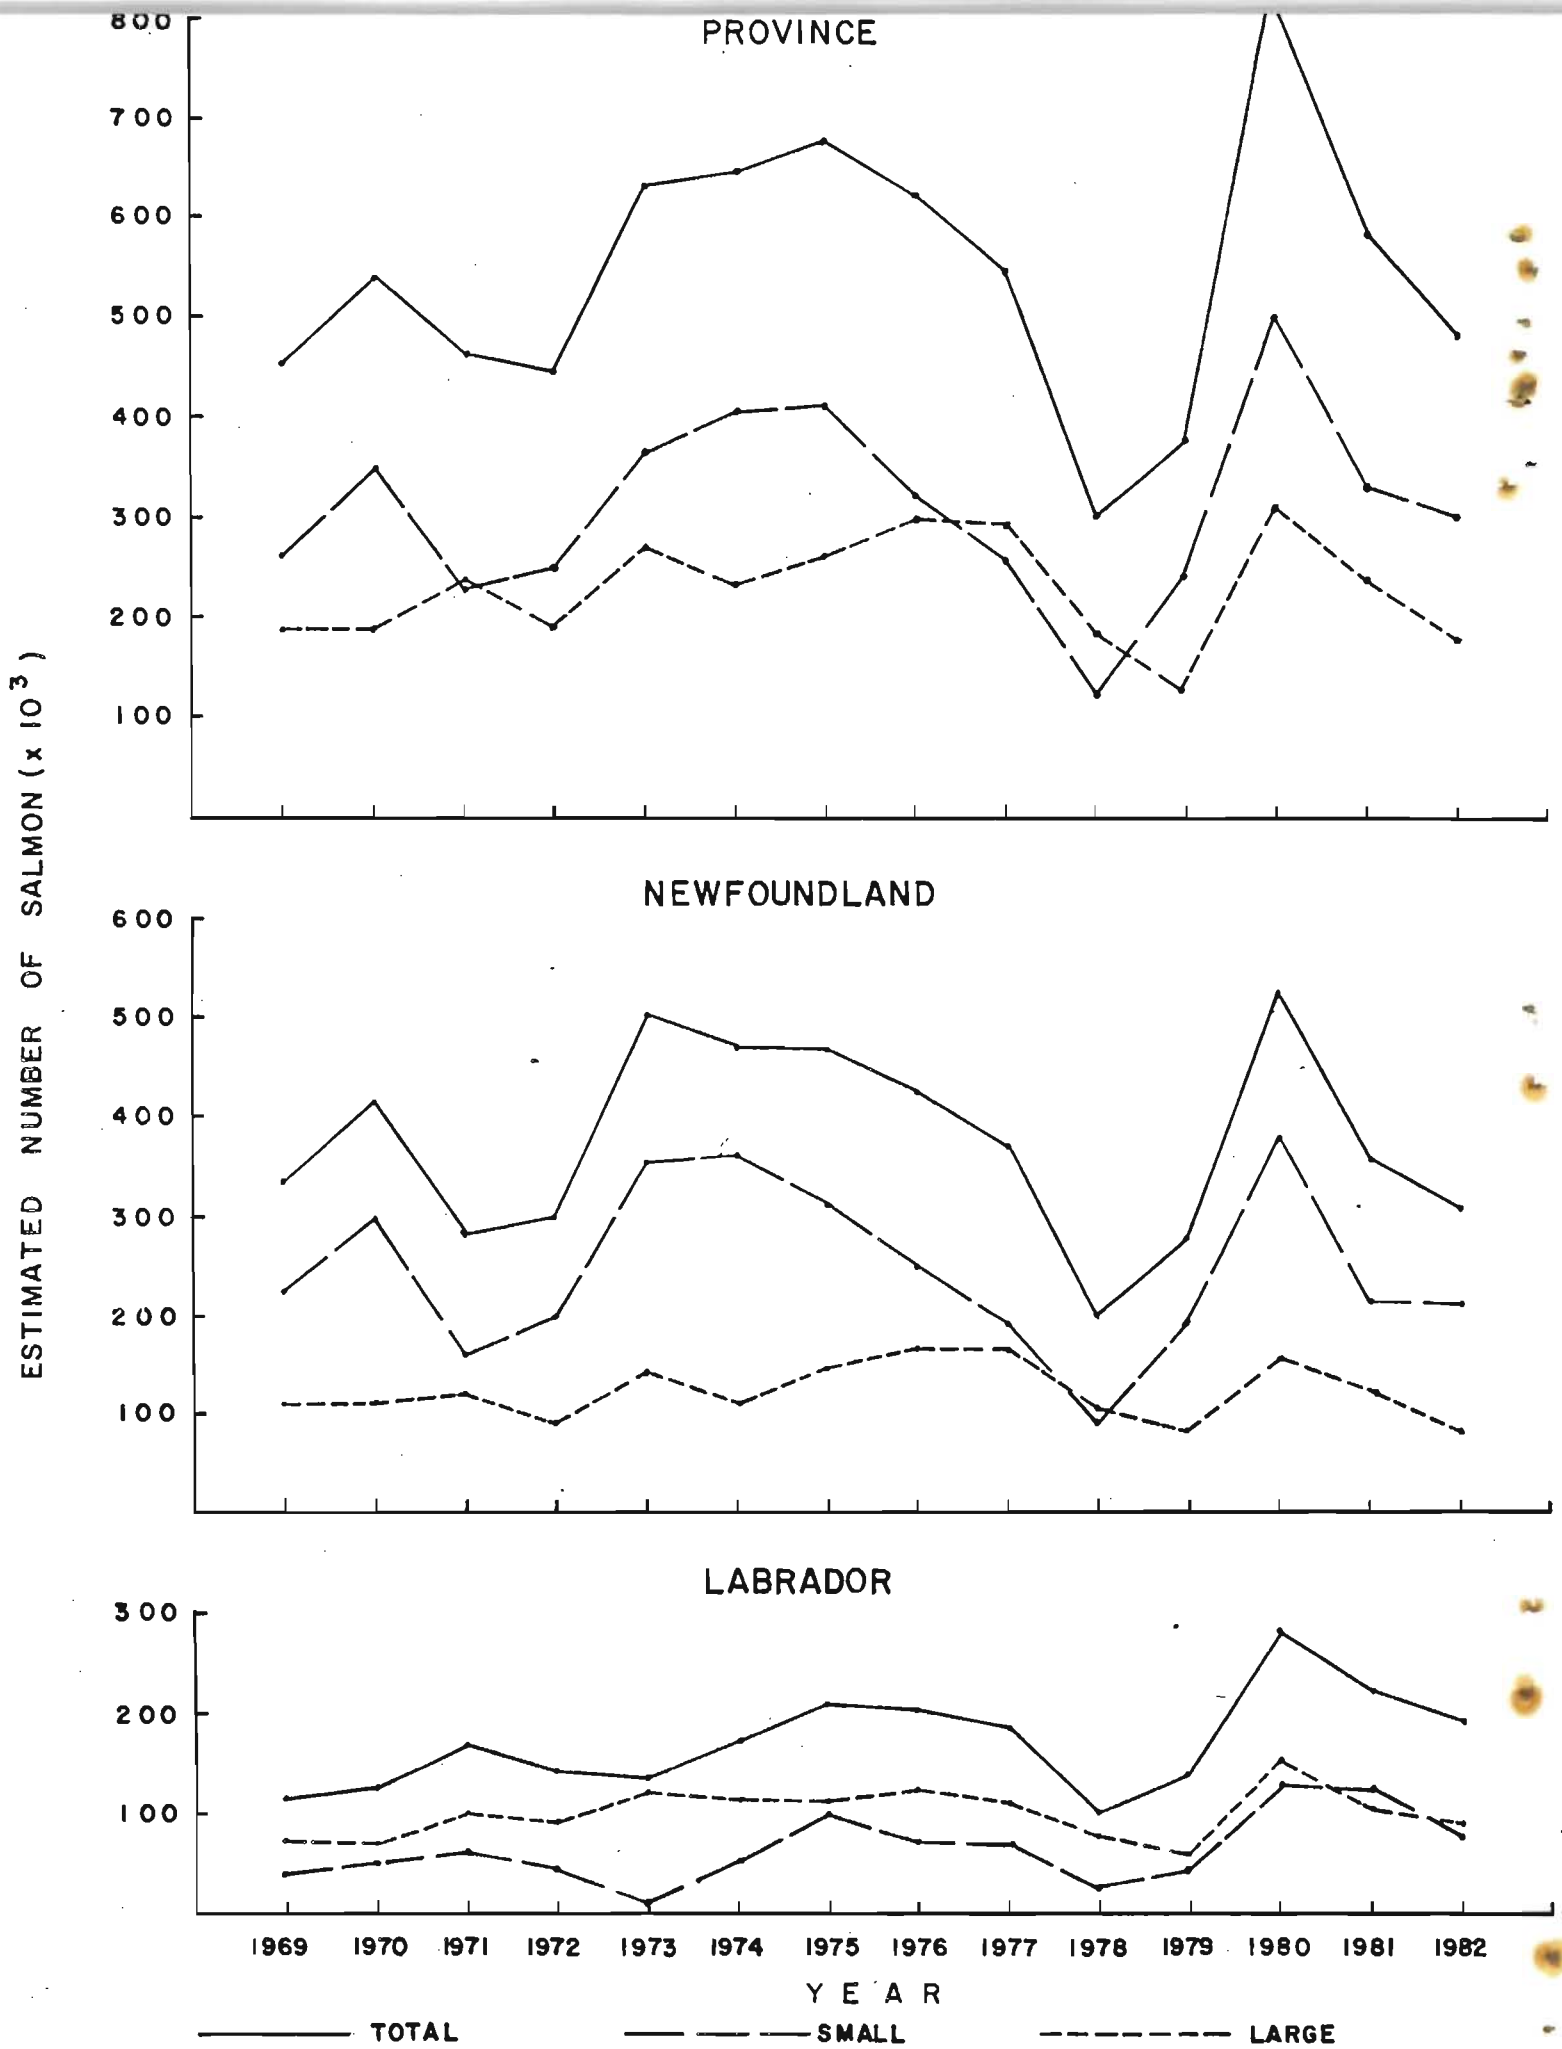 PROVINCE
800
700
600
500
400
300
200
100
ESTIMATED NUMBER OF SALMON (x 10³)
NEWFOUNDLAND
600
500
400
300
200
100
LABRADOR
300
200
100
1969 1970 1971 1972 1973 1974 1975 1976 1977 1978 1979 1980 1981 1982
YEAR
TOTAL SMALL LARGE